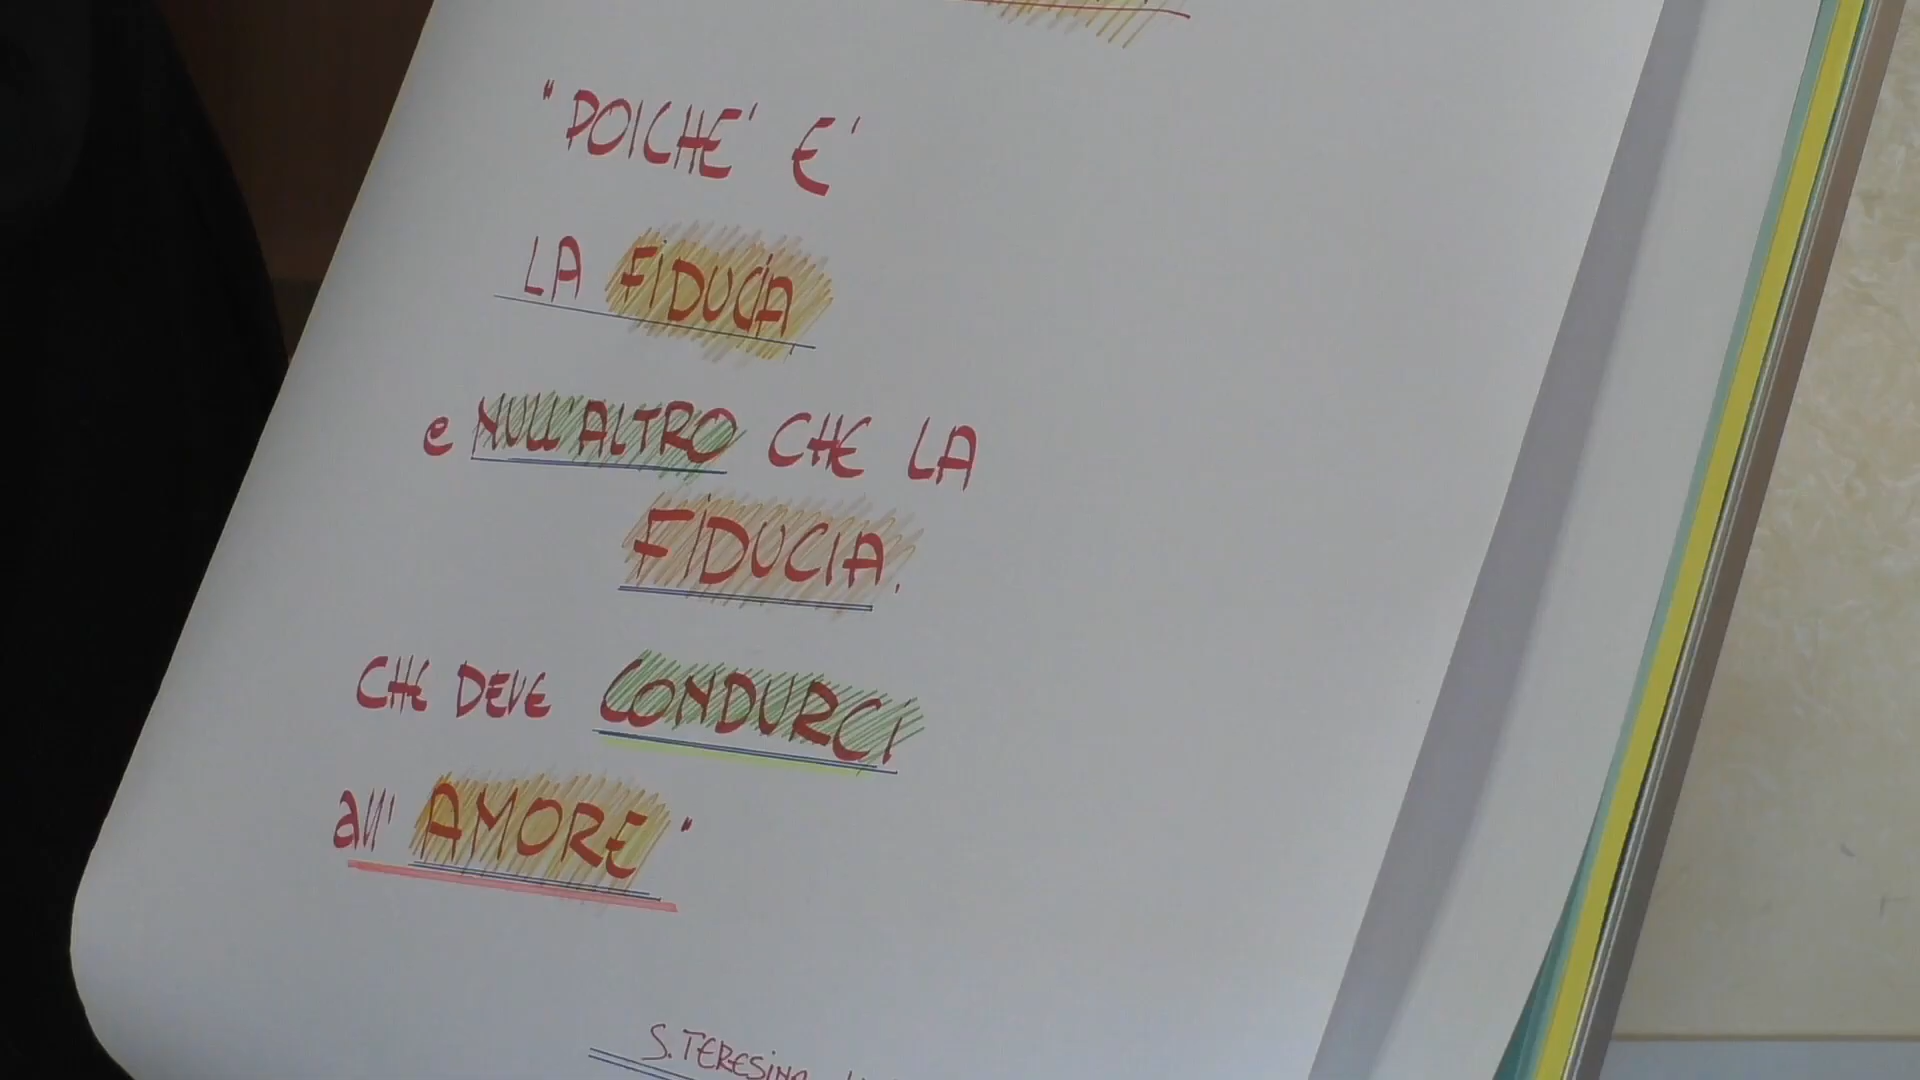 "POICHE' E'
LA FIDUCIA
e NULL'ALTRO CHE LA
FIDUCIA.
CHE DEVE CONDURCI
all' AMORE"
S. TERESINA